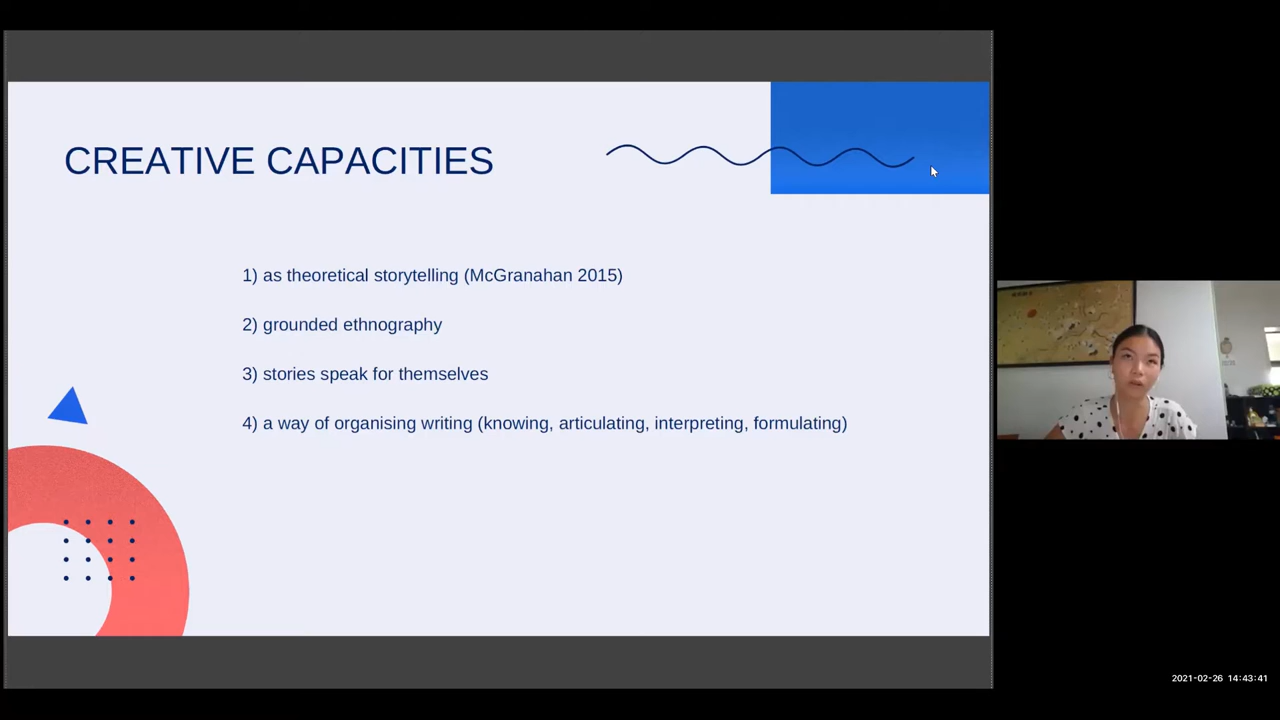 CREATIVE CAPACITIES
1) as theoretical storytelling (McGranahan 2015)
2) grounded ethnography
3) stories speak for themselves
4) a way of organising writing (knowing, articulating, interpreting, formulating)
2021-02-26 14:43:41